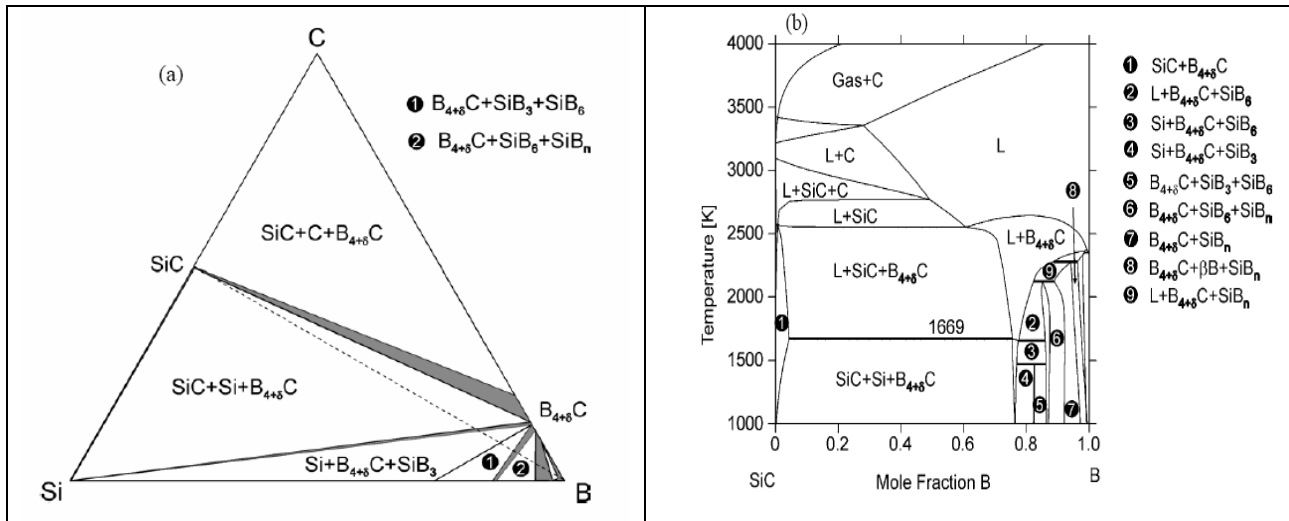 (a)
C
❶ B₄₊δC+SiB₃+SiB₆
❷ B₄₊δC+SiB₆+SiBₙ
SiC+C+B₄₊δC
SiC
SiC+Si+B₄₊δC
B₄₊δC
Si+B₄₊δC+SiB₃
❶
❷
Si
B
(b)
4000
3500
3000
2500
2000
1500
1000
Temperature [K]
Gas+C
L+C
L
L+SiC+C
L+SiC
L+B₄₊δC
L+SiC+B₄₊δC
1669
SiC+Si+B₄₊δC
❶
❷
❸
❹
❺
❻
❼
❽
❾
0
0.2
0.4
0.6
0.8
1.0
SiC
Mole Fraction B
B
❶ SiC+B₄₊δC
❷ L+B₄₊δC+SiB₆
❸ Si+B₄₊δC+SiB₆
❹ Si+B₄₊δC+SiB₃
❺ B₄₊δC+SiB₃+SiB₆
❻ B₄₊δC+SiB₆+SiBₙ
❼ B₄₊δC+SiBₙ
❽ B₄₊δC+βB+SiBₙ
❾ L+B₄₊δC+SiBₙ